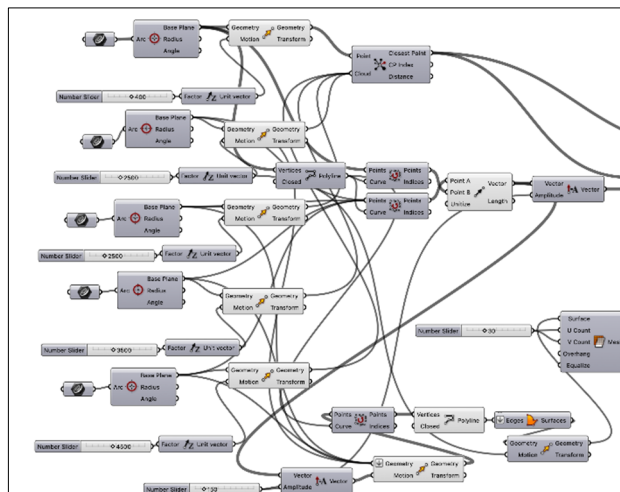 Base Plane
Arc Radius
Angle
Geometry Geometry
Motion Transform
Point Closest Point
Cloud CP Index
Distance
Number Slider 400 Factor Unit vector
Base Plane
Arc Radius
Angle
Geometry Geometry
Motion Transform
Number Slider 2500 Factor Unit vector
Vertices Polyline
Closed
Points Points
Curve Indices
Points Points
Curve Indices
Point A Vector
Point B
Unitize Length
Vector Vector
Amplitude
Base Plane
Arc Radius
Angle
Geometry Geometry
Motion Transform
Number Slider 2500 Factor Unit vector
Base Plane
Arc Radius
Angle
Geometry Geometry
Motion Transform
Number Slider 30
Surface
U Count
V Count
Overhang
Equalize
Mes
Number Slider 3500 Factor Unit vector
Base Plane
Arc Radius
Angle
Geometry Geometry
Motion Transform
Points Points
Curve Indices
Vertices Polyline
Closed
Edges Surfaces
Number Slider 4500 Factor Unit vector
Geometry Geometry
Motion Transform
Geometry Geometry
Motion Transform
Vector Vector
Amplitude
Number Slider